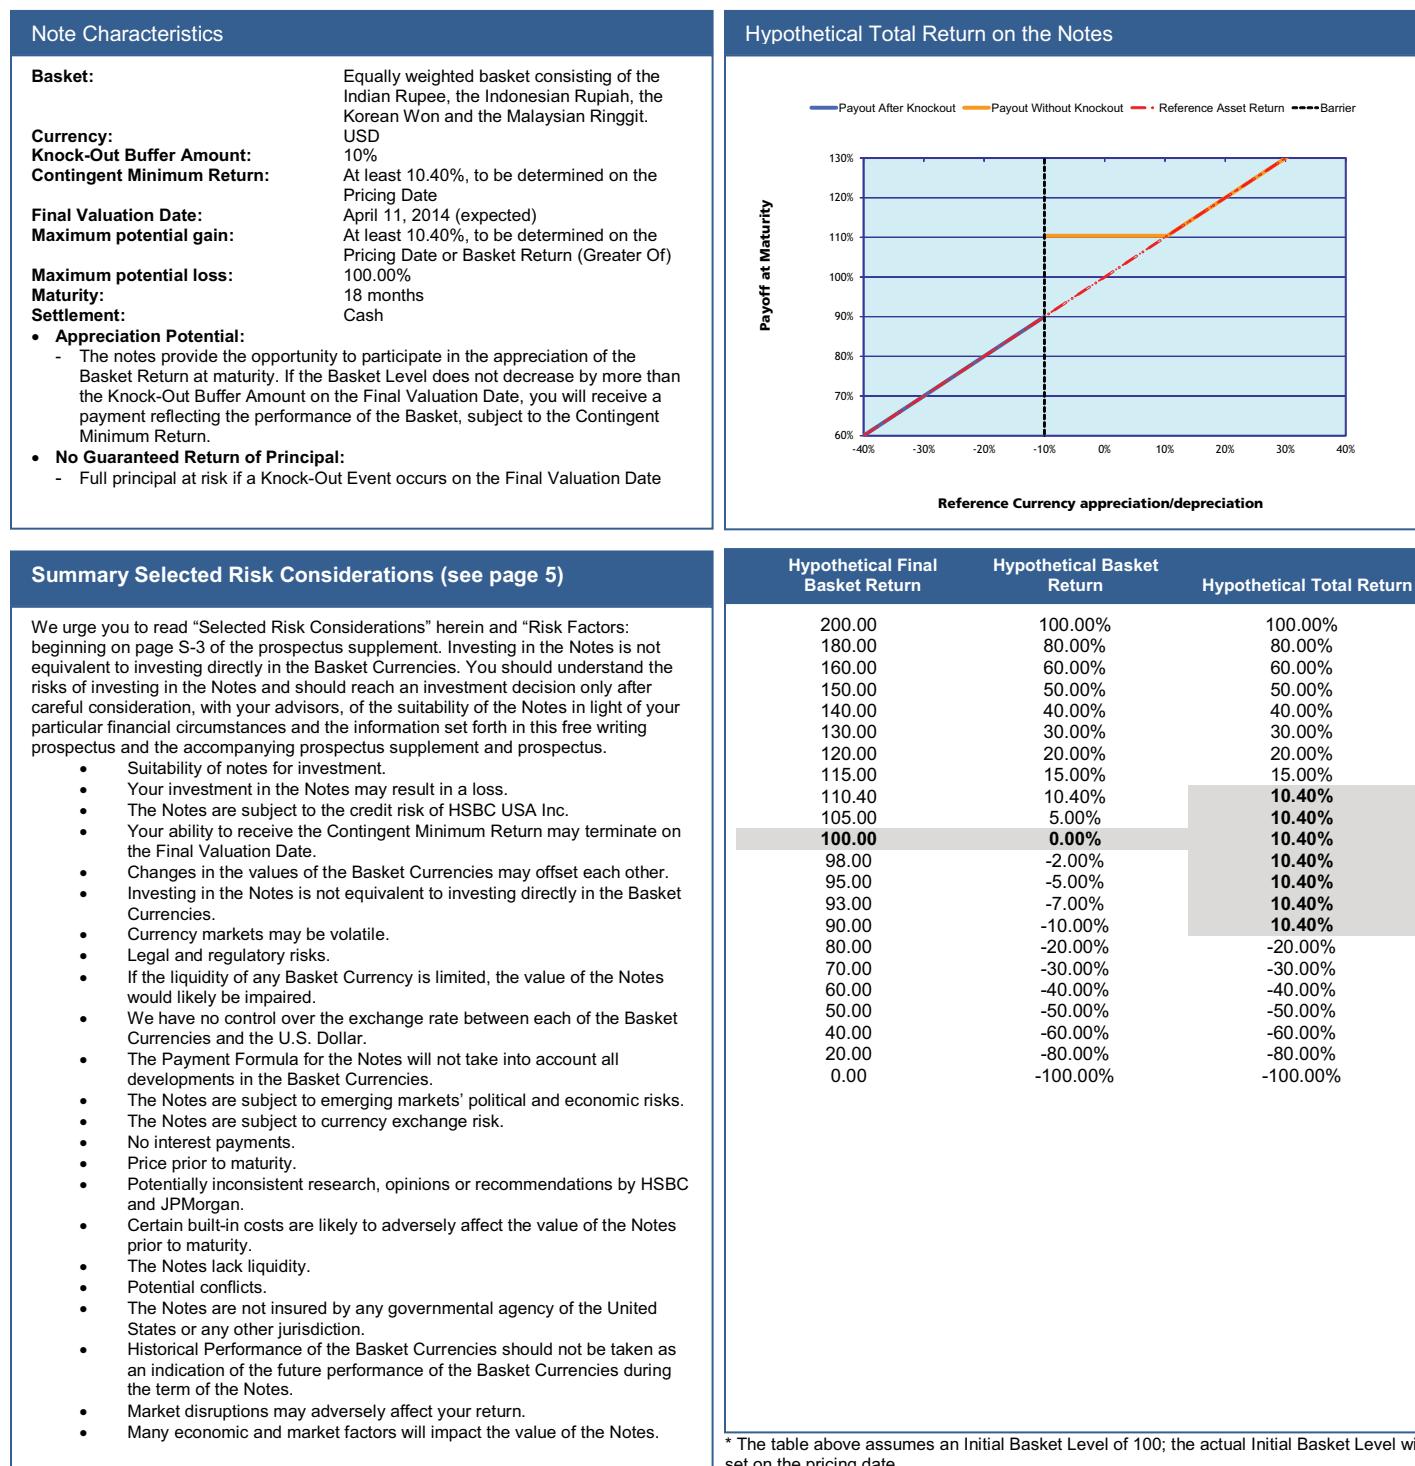 Note Characteristics
Basket: Equally weighted basket consisting of the
Indian Rupee, the Indonesian Rupiah, the
Korean Won and the Malaysian Ringgit.
Currency: USD
Knock-Out Buffer Amount: 10%
Contingent Minimum Return: At least 10.40%, to be determined on the
Pricing Date
Final Valuation Date: April 11, 2014 (expected)
Maximum potential gain: At least 10.40%, to be determined on the
Pricing Date or Basket Return (Greater Of)
Maximum potential loss: 100.00%
Maturity: 18 months
Settlement: Cash
• Appreciation Potential:
- The notes provide the opportunity to participate in the appreciation of the
Basket Return at maturity. If the Basket Level does not decrease by more than
the Knock-Out Buffer Amount on the Final Valuation Date, you will receive a
payment reflecting the performance of the Basket, subject to the Contingent
Minimum Return.
• No Guaranteed Return of Principal:
- Full principal at risk if a Knock-Out Event occurs on the Final Valuation Date
Hypothetical Total Return on the Notes
Payout After Knockout Payout Without Knockout Reference Asset Return Barrier
Payoff at Maturity
130%
120%
110%
100%
90%
80%
70%
60%
-40% -30% -20% -10% 0% 10% 20% 30% 40%
Reference Currency appreciation/depreciation
Summary Selected Risk Considerations (see page 5)
We urge you to read “Selected Risk Considerations” herein and “Risk Factors:
beginning on page S-3 of the prospectus supplement. Investing in the Notes is not
equivalent to investing directly in the Basket Currencies. You should understand the
risks of investing in the Notes and should reach an investment decision only after
careful consideration, with your advisors, of the suitability of the Notes in light of your
particular financial circumstances and the information set forth in this free writing
prospectus and the accompanying prospectus supplement and prospectus.
• Suitability of notes for investment.
• Your investment in the Notes may result in a loss.
• The Notes are subject to the credit risk of HSBC USA Inc.
• Your ability to receive the Contingent Minimum Return may terminate on
the Final Valuation Date.
• Changes in the values of the Basket Currencies may offset each other.
• Investing in the Notes is not equivalent to investing directly in the Basket
Currencies.
• Currency markets may be volatile.
• Legal and regulatory risks.
• If the liquidity of any Basket Currency is limited, the value of the Notes
would likely be impaired.
• We have no control over the exchange rate between each of the Basket
Currencies and the U.S. Dollar.
• The Payment Formula for the Notes will not take into account all
developments in the Basket Currencies.
• The Notes are subject to emerging markets’ political and economic risks.
• The Notes are subject to currency exchange risk.
• No interest payments.
• Price prior to maturity.
• Potentially inconsistent research, opinions or recommendations by HSBC
and JPMorgan.
• Certain built-in costs are likely to adversely affect the value of the Notes
prior to maturity.
• The Notes lack liquidity.
• Potential conflicts.
• The Notes are not insured by any governmental agency of the United
States or any other jurisdiction.
• Historical Performance of the Basket Currencies should not be taken as
an indication of the future performance of the Basket Currencies during
the term of the Notes.
• Market disruptions may adversely affect your return.
• Many economic and market factors will impact the value of the Notes.
Hypothetical Final Hypothetical Basket
Basket Return Return Hypothetical Total Return
200.00 100.00% 100.00%
180.00 80.00% 80.00%
160.00 60.00% 60.00%
150.00 50.00% 50.00%
140.00 40.00% 40.00%
130.00 30.00% 30.00%
120.00 20.00% 20.00%
115.00 15.00% 15.00%
110.40 10.40% 10.40%
105.00 5.00% 10.40%
100.00 0.00% 10.40%
98.00 -2.00% 10.40%
95.00 -5.00% 10.40%
93.00 -7.00% 10.40%
90.00 -10.00% 10.40%
80.00 -20.00% -20.00%
70.00 -30.00% -30.00%
60.00 -40.00% -40.00%
50.00 -50.00% -50.00%
40.00 -60.00% -60.00%
20.00 -80.00% -80.00%
0.00 -100.00% -100.00%
* The table above assumes an Initial Basket Level of 100; the actual Initial Basket Level wi
set on the pricing date